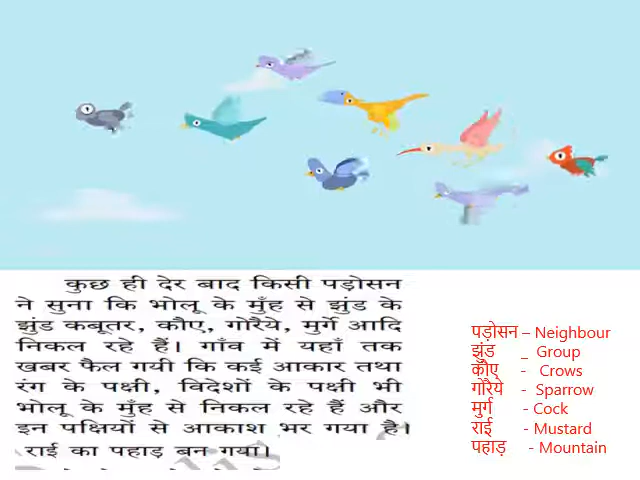 कुछ ही देर बाद किसी पड़ोसन
ने सुना कि भोलू के मुँह से झुंड के
झुंड कबूतर, कौए, गोरैये, मुर्गे आदि
निकल रहे हैं। गाँव में यहाँ तक
खबर फैल गयी कि कई आकार तथा
रंग के पक्षी, विदेशों के पक्षी भी
भोलू के मुँह से निकल रहे हैं और
इन पक्षियों से आकाश भर गया है।
राई का पहाड़ बन गया।
पड़ोसन – Neighbour
झुंड _ Group
कौए - Crows
गोरैये - Sparrow
मुर्ग - Cock
राई - Mustard
पहाड़ - Mountain